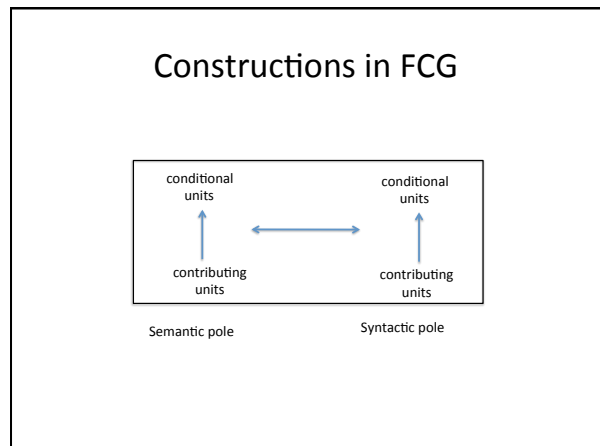 Constructions in FCG
conditional
units
conditional
units
contributing
units
contributing
units
Semantic pole
Syntactic pole